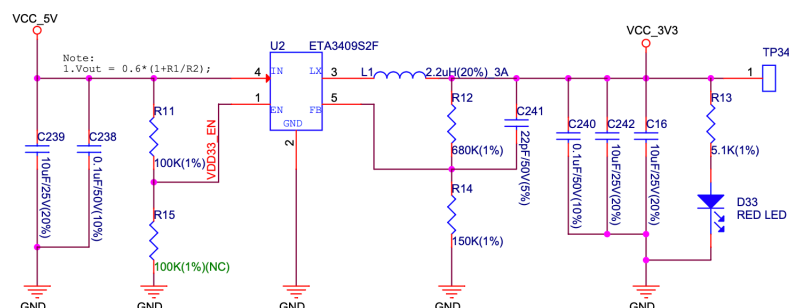 VCC_5V
Note:
1.Vout = 0.6*(1+R1/R2);
U2
ETA3409S2F
4
IN
LX
3
1
EN
FB
5
GND
2
L1
2.2uH(20%)_3A
VCC_3V3
TP34
1
R11
100K(1%)
VDD33_EN
R12
680K(1%)
C241
22pF/50V(5%)
C239
10uF/25V(20%)
C238
0.1uF/50V(10%)
C240
0.1uF/50V(10%)
C242
10uF/25V(20%)
C16
10uF/25V(20%)
R13
5.1K(1%)
R15
100K(1%)(NC)
R14
150K(1%)
D33
RED LED
GND
GND
GND
GND
GND